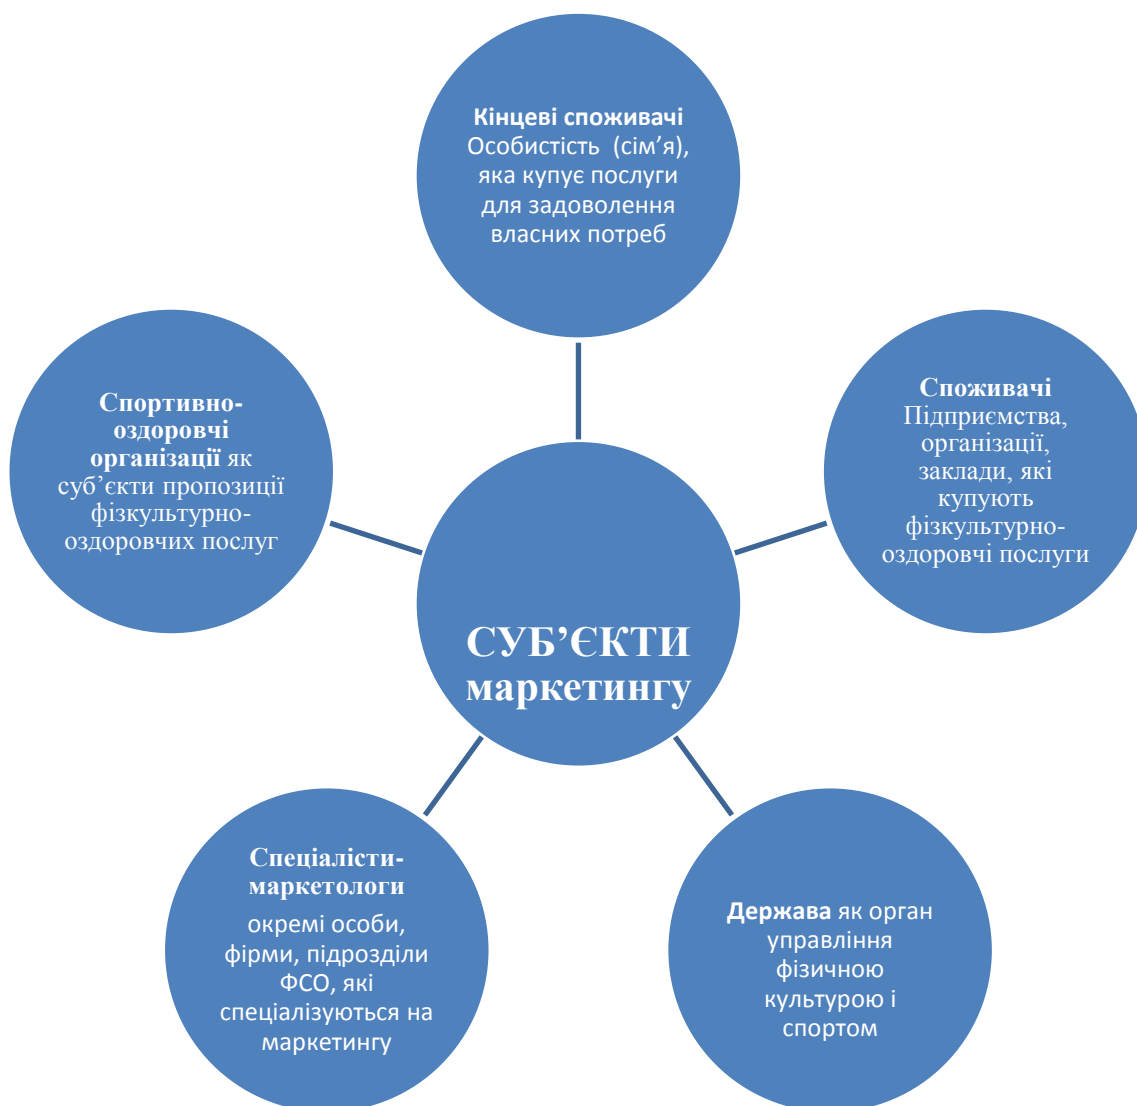 Кінцеві споживачі
Особистість (сім’я),
яка купує послуги
для задоволення
власних потреб
Спортивно-
оздоровчі
організації як
суб’єкти пропозиції
фізкультурно-
оздоровчих послуг
Споживачі
Підприємства,
організації,
заклади, які
купують
фізкультурно-
оздоровчі послуги
СУБ’ЄКТИ
маркетингу
Спеціалісти-
маркетологи
окремі особи,
фірми, підрозділи
ФСО, які
спеціалізуються на
маркетингу
Держава як орган
управління
фізичною
культурою і
спортом